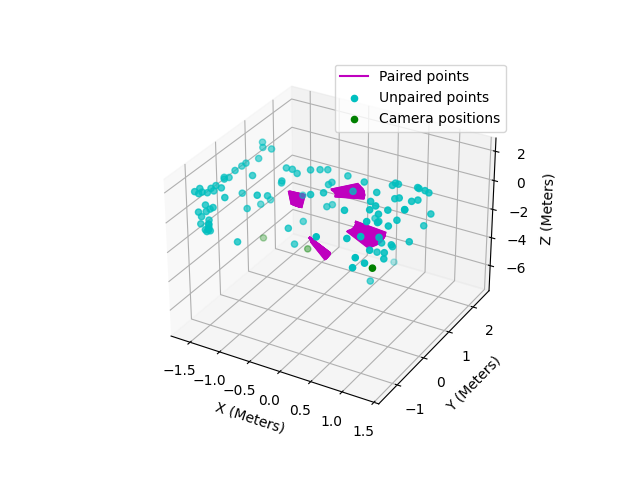 Paired points
Unpaired points
Camera positions
2
0
−2
−4
−6
Z (Meters)
2
1
0
−1
Y (Meters)
−1.5
−1.0
−0.5
0.0
0.5
1.0
1.5
X (Meters)